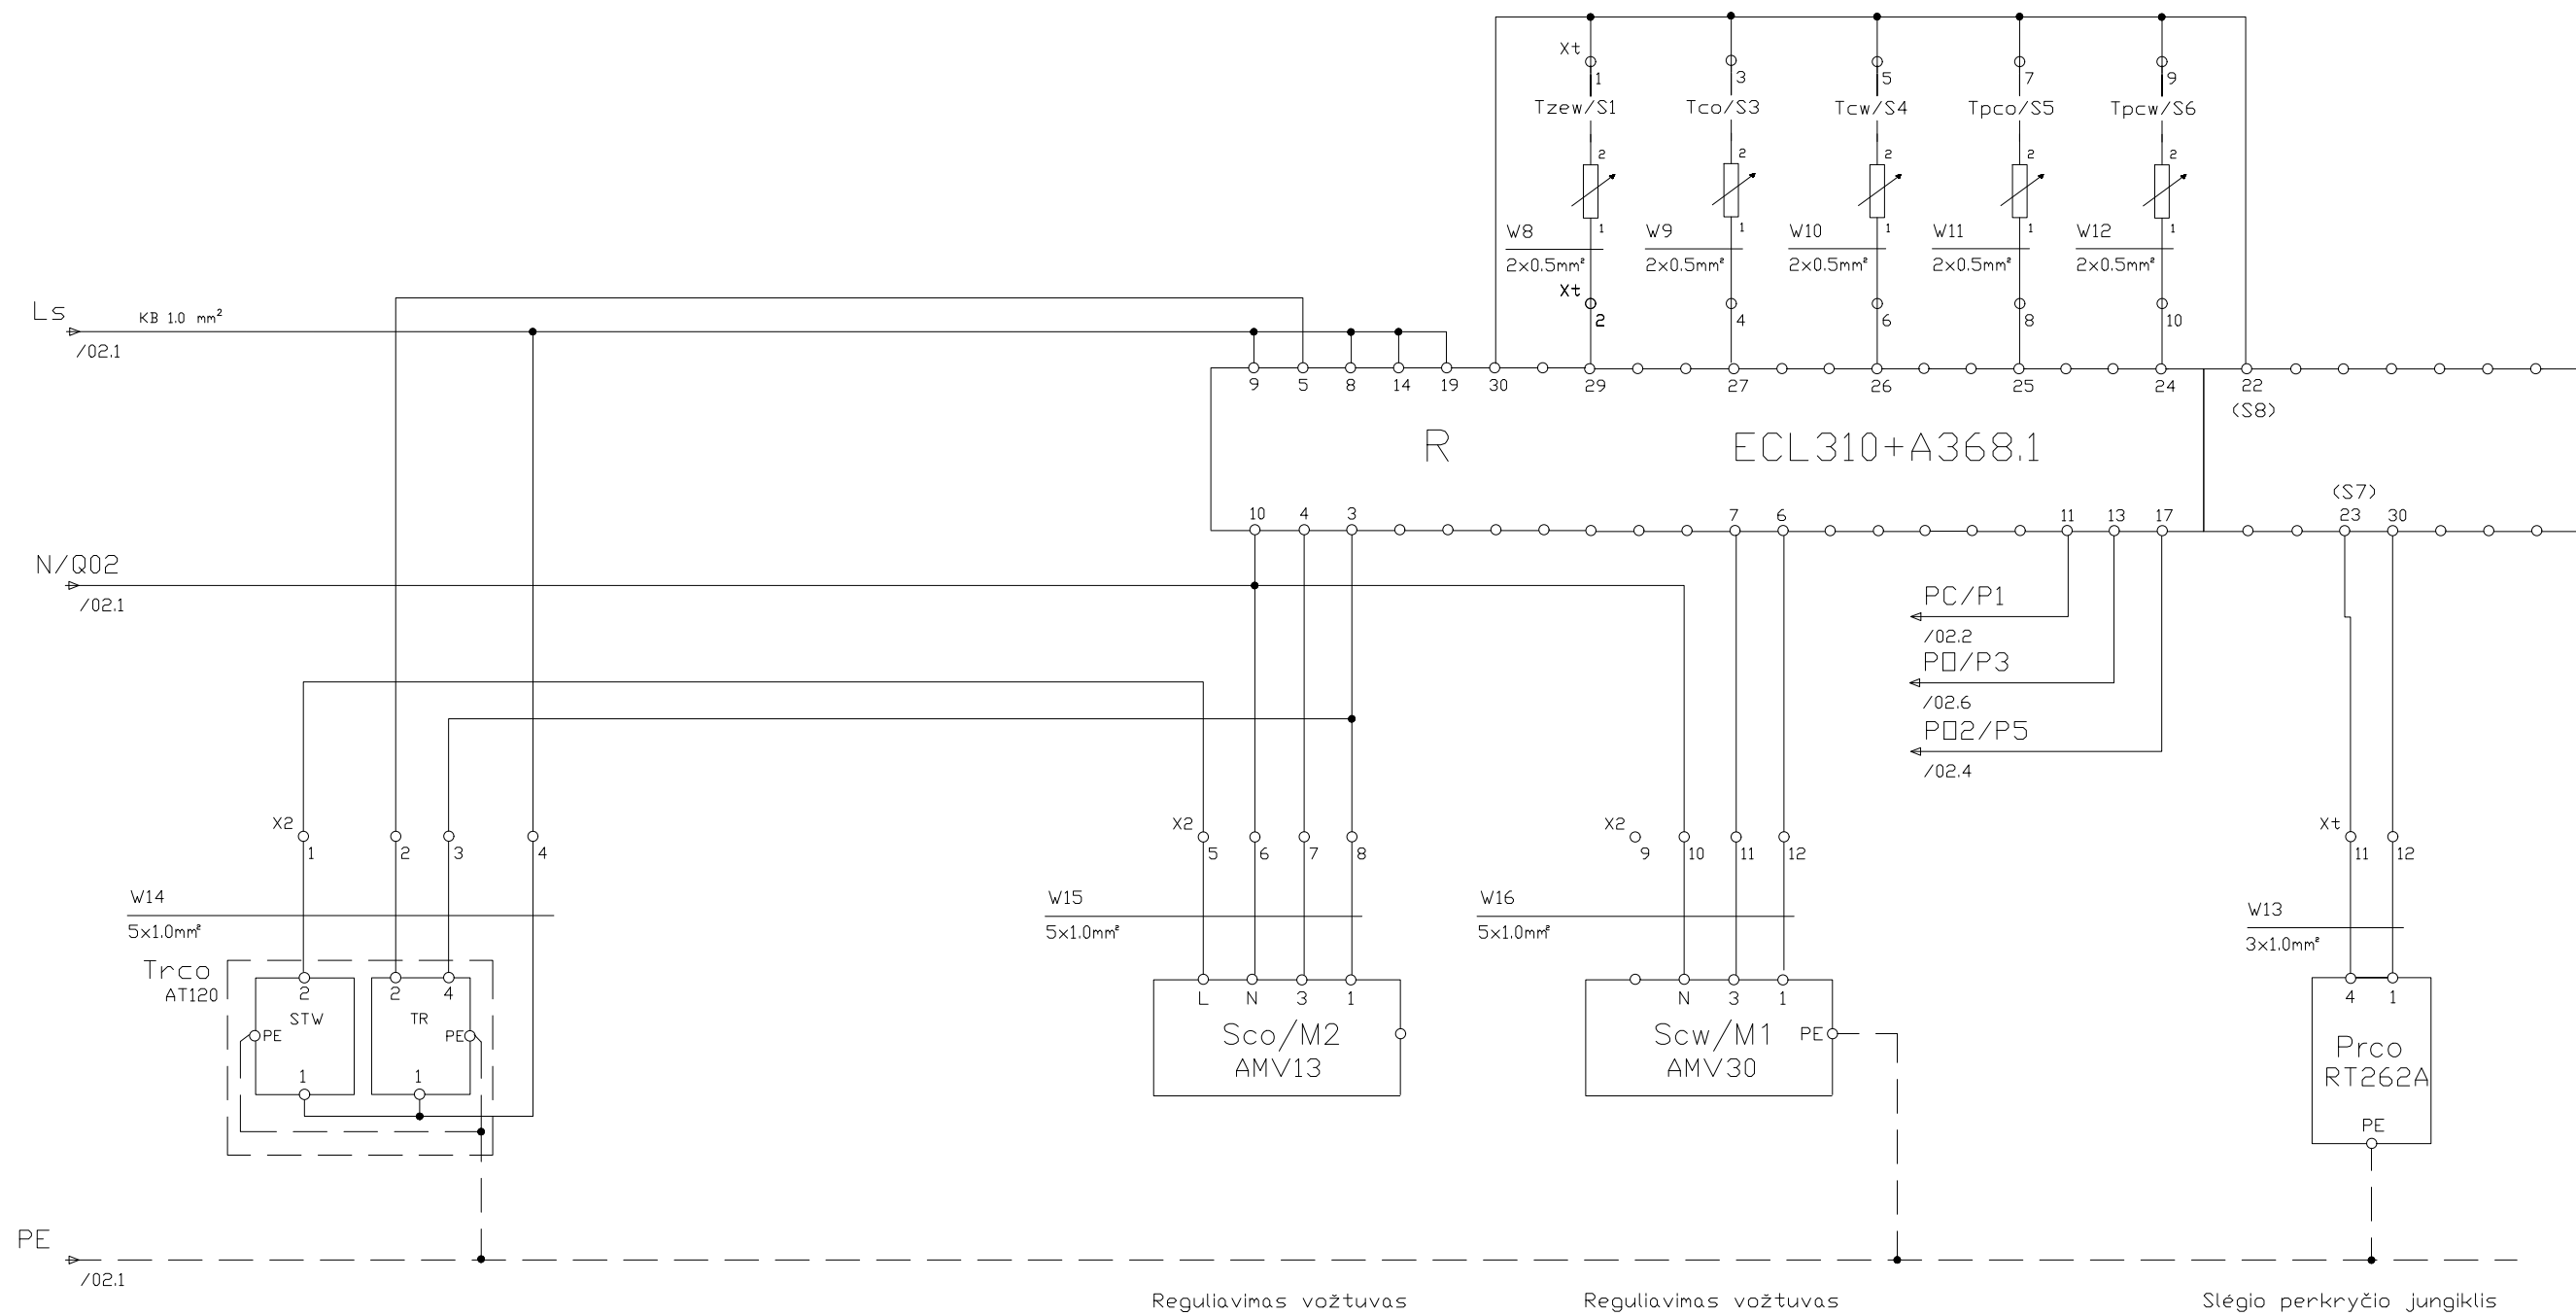 Xt
1 3 5 7 9
Tzew/S1 Tco/S3 Tcw/S4 Tpco/S5 Tpcw/S6
2 2 2 2 2
W8 1 W9 1 W10 1 W11 1 W12 1
2x0.5mm² 2x0.5mm² 2x0.5mm² 2x0.5mm² 2x0.5mm²
Xt
2 4 6 8 10
Ls KB 1.0 mm²
/02.1
9 5 8 14 19 30 29 27 26 25 24 22
(S8)
R ECL310+A368.1
(S7)
10 4 3 7 6 11 13 17 23 30
N/Q02
/02.1
PC/P1
/02.2
PO/P3
/02.6
PO2/P5
/02.4
X2 X2 X2 Xt
1 2 3 4 5 6 7 8 9 10 11 12 11 12
W14 W15 W16 W13
5x1.0mm² 5x1.0mm² 5x1.0mm² 3x1.0mm²
Trco
AT120
2 2 4 L N 3 1 N 3 1 4 1
STW TR
PE PE Sco/M2 Scw/M1 PE Prco
AMV13 AMV30 RT262A
1 1
PE
PE
/02.1
Reguliavimas vožtuvas Reguliavimas vožtuvas Slėgio perkryčio jungiklis